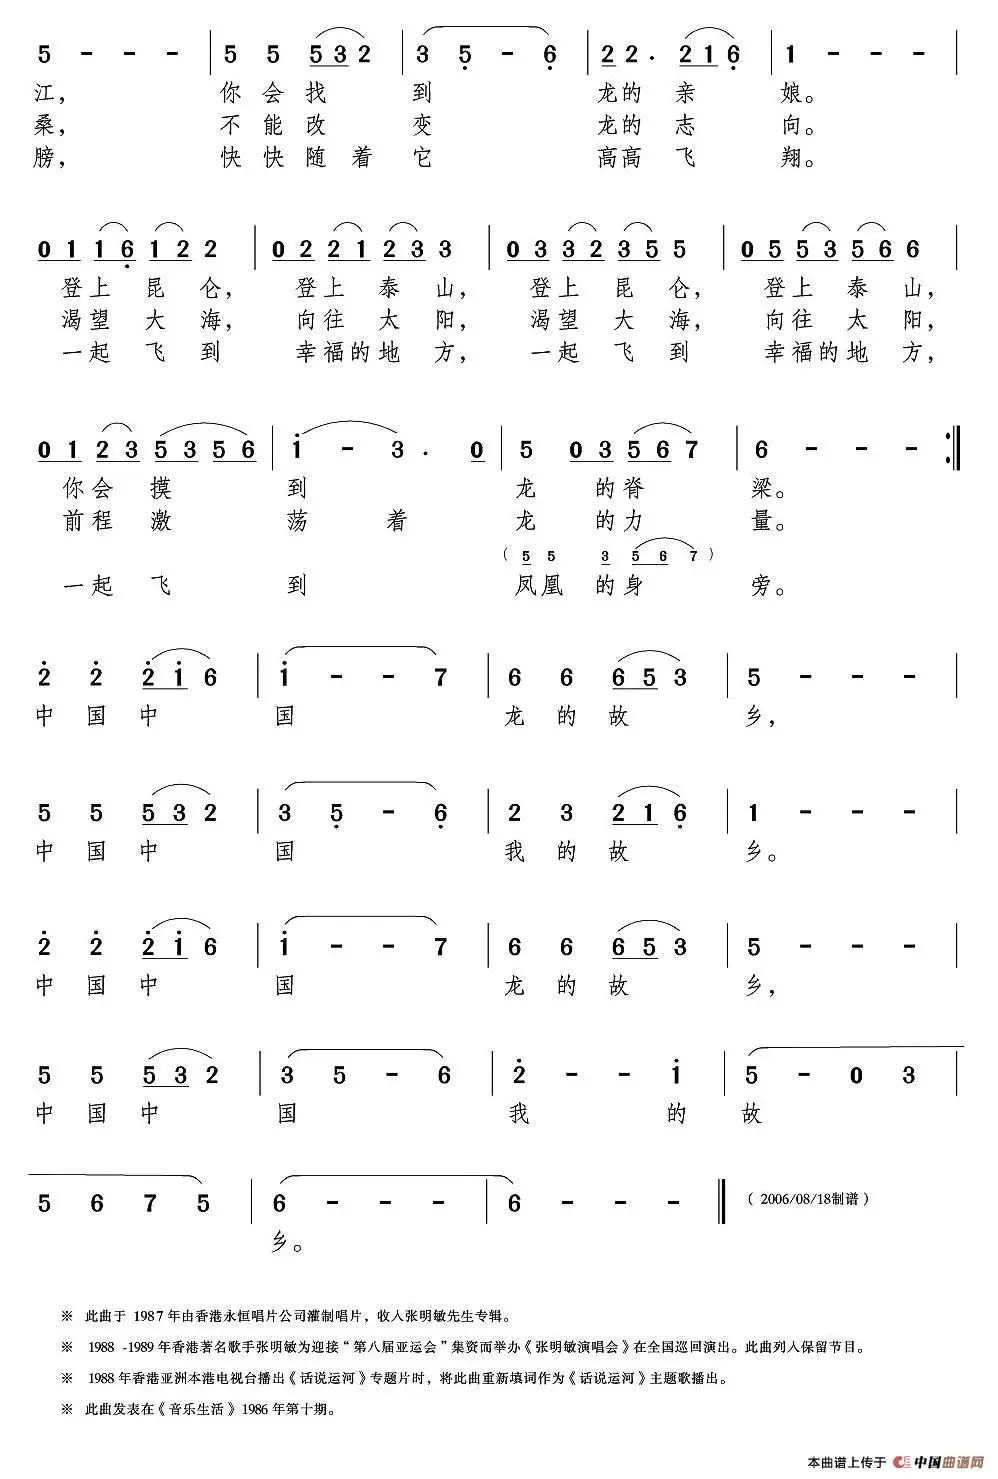 5 - - - | 5 5 5 3 2 | 3 5 - 6 | 2 2 . 2 1 6 | 1 - - - |
江， 你 会 找 到 龙 的 亲 娘。
桑， 不 能 改 变 龙 的 志 向。
膀， 快 快 随 着 它 高 高 飞 翔。
0 1 1 6 1 2 2 | 0 2 2 1 2 3 3 | 0 3 3 2 3 5 5 | 0 5 5 3 5 6 6 |
登 上 昆 仑， 登 上 泰 山， 登 上 昆 仑， 登 上 泰 山，
渴 望 大 海， 向 往 太 阳， 渴 望 大 海， 向 往 太 阳，
一 起 飞 到 幸 福 的 地 方， 一 起 飞 到 幸 福 的 地 方，
0 1 2 3 5 3 5 6 | i - 3 . 0 | 5 0 3 5 6 7 | 6 - - - :||
你 会 摸 到 龙 的 脊 梁。
前 程 激 荡 着 龙 的 力 量。
（ 5 5 3 5 6 7 ）
一 起 飞 到 凤 凰 的 身 旁。
2 2 2 i 6 | i - - 7 | 6 6 6 5 3 | 5 - - - |
中 国 中 国 龙 的 故 乡，
5 5 5 3 2 | 3 5 - 6 | 2 3 2 1 6 | 1 - - - |
中 国 中 国 我 的 故 乡。
2 2 2 i 6 | i - - 7 | 6 6 6 5 3 | 5 - - - |
中 国 中 国 龙 的 故 乡，
5 5 5 3 2 | 3 5 - 6 | 2 - - i | 5 - 0 3 |
中 国 中 国 我 的 故
5 6 7 5 | 6 - - - | 6 - - - || （ 2006/08/18制谱 ）
乡。
※ 此曲于 1987 年由香港永恒唱片公司灌制唱片，收入张明敏先生专辑。
※ 1988 -1989 年香港著名歌手张明敏为迎接“第八届亚运会”集资而举办《张明敏演唱会》在全国巡回演出。此曲列入保留节目。
※ 1988 年香港亚洲本港电视台播出《话说运河》专题片时，将此曲重新填词作为《话说运河》主题歌播出。
※ 此曲发表在《音乐生活》1986 年第十期。
本曲谱上传于 中国曲谱网